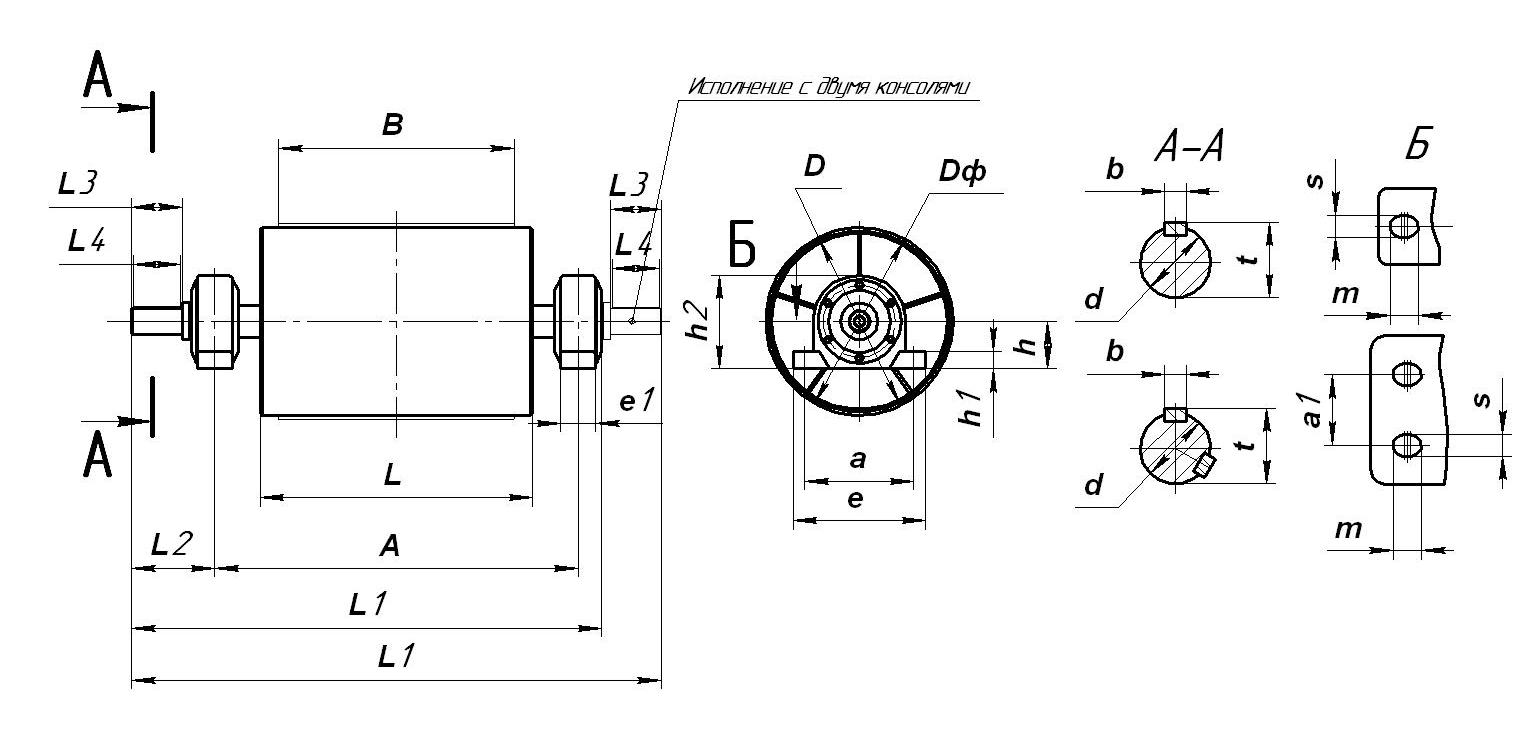 А
Исполнение с двумя консолями
B
L3
L3
L4
L4
e1
А
L
L2
A
L1
L1
D
Dф
Б
h2
h
h1
a
e
А-А
b
t
d
b
t
d
Б
s
m
a1
s
m